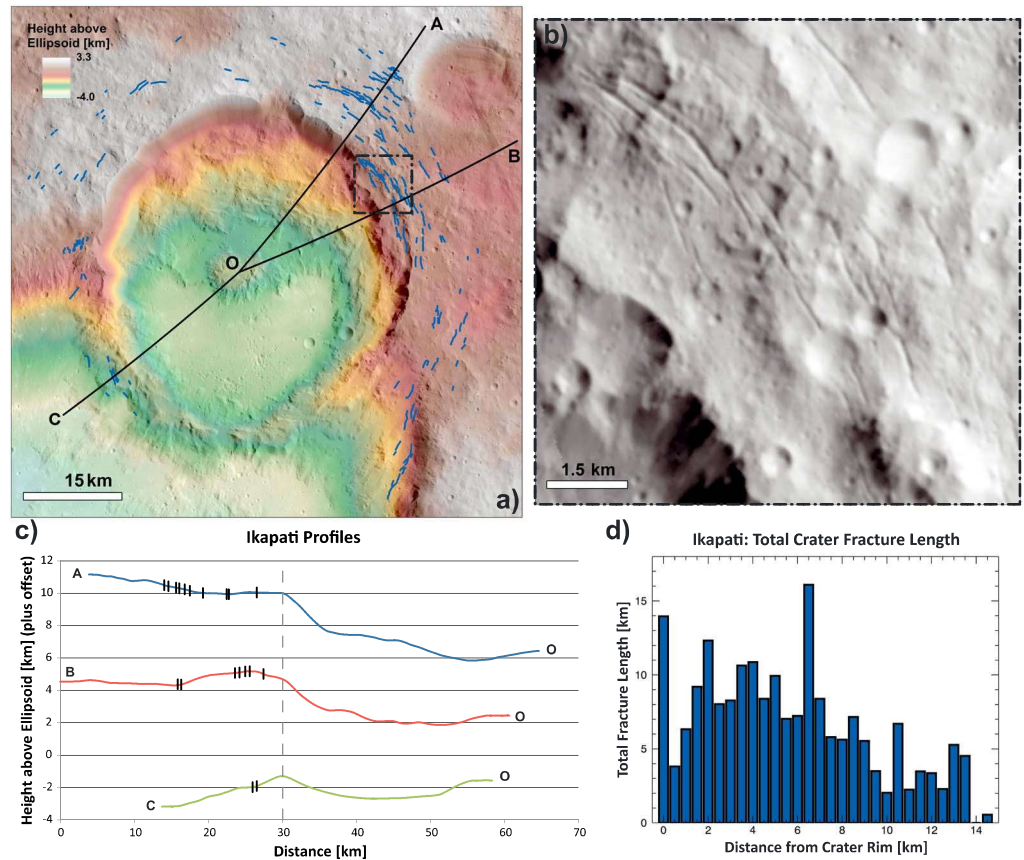 a)
Height above
Ellipsoid [km]
3.3
-4.0
A
B
O
C
15 km
b)
1.5 km
c)
Ikapati Profiles
Height above Ellipsoid [km] (plus offset)
12
10
8
6
4
2
0
-2
-4
A
O
B
O
C
O
0 10 20 30 40 50 60 70
Distance [km]
d)
Ikapati: Total Crater Fracture Length
Total Fracture Length [km]
15
10
5
0
0 2 4 6 8 10 12 14
Distance from Crater Rim [km]